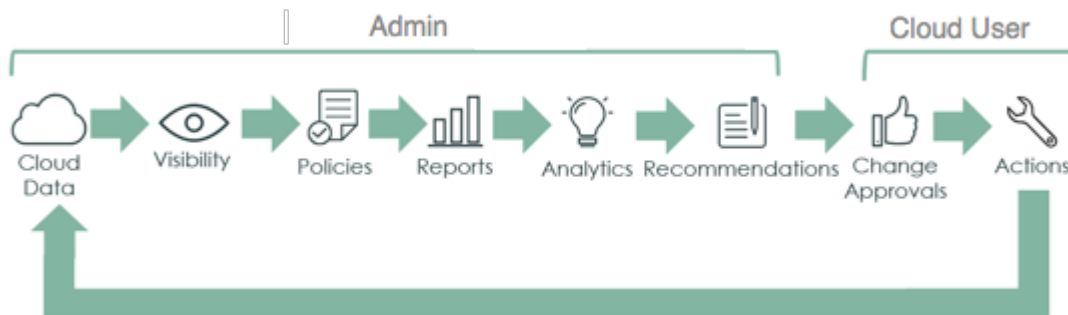 Admin
Cloud User
Cloud
Data
Visibility
Policies
Reports
Analytics
Recommendations
Change
Approvals
Actions